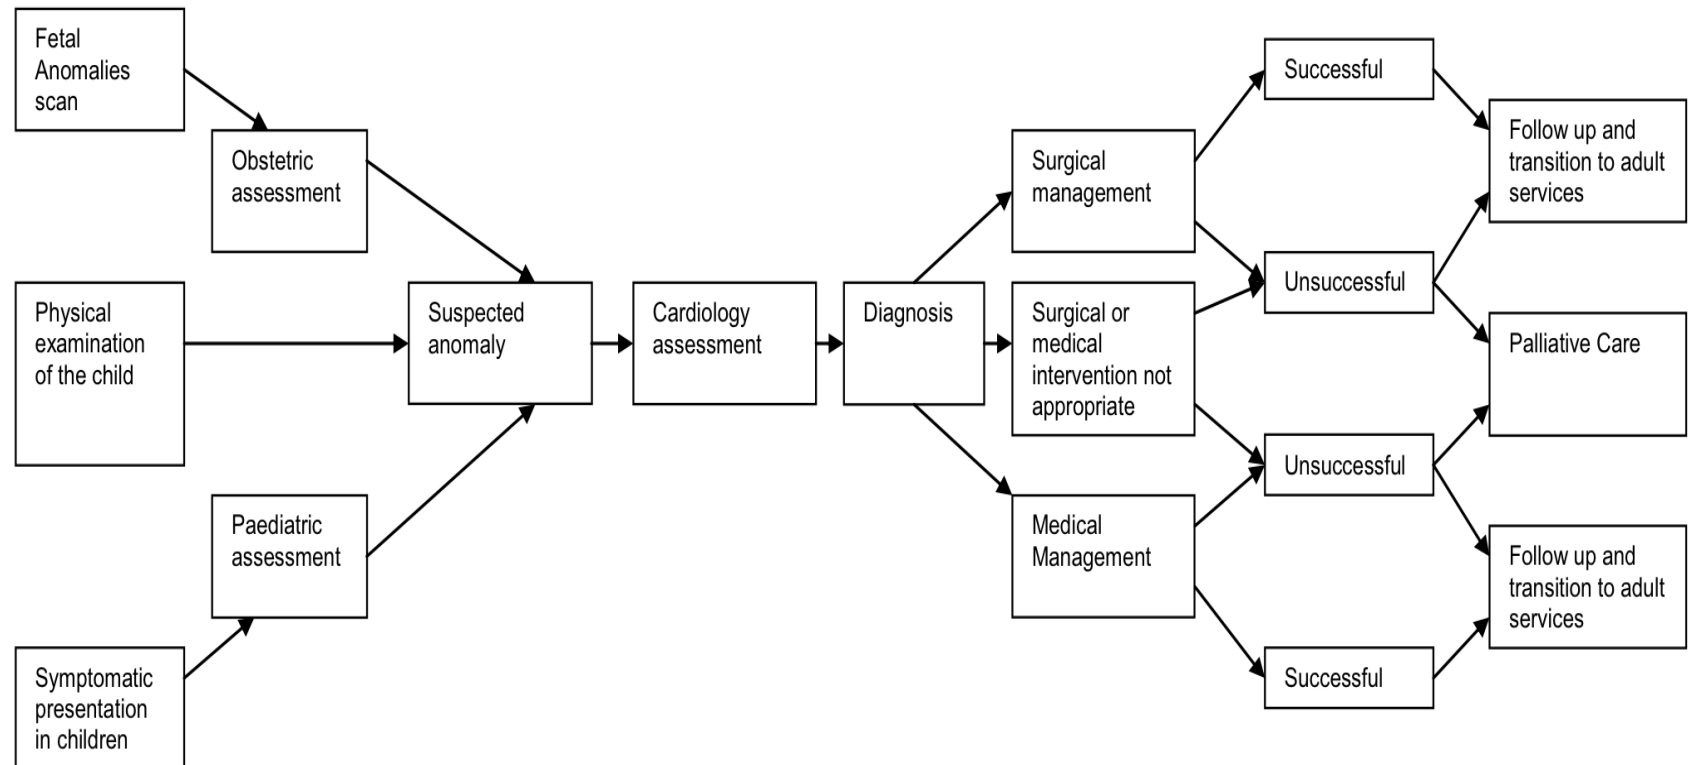 Fetal
Anomalies
scan
Obstetric
assessment
Physical
examination
of the child
Suspected
anomaly
Paediatric
assessment
Symptomatic
presentation
in children
Cardiology
assessment
Diagnosis
Surgical
management
Surgical or
medical
intervention not
appropriate
Medical
Management
Successful
Unsuccessful
Unsuccessful
Successful
Follow up and
transition to adult
services
Palliative Care
Follow up and
transition to adult
services